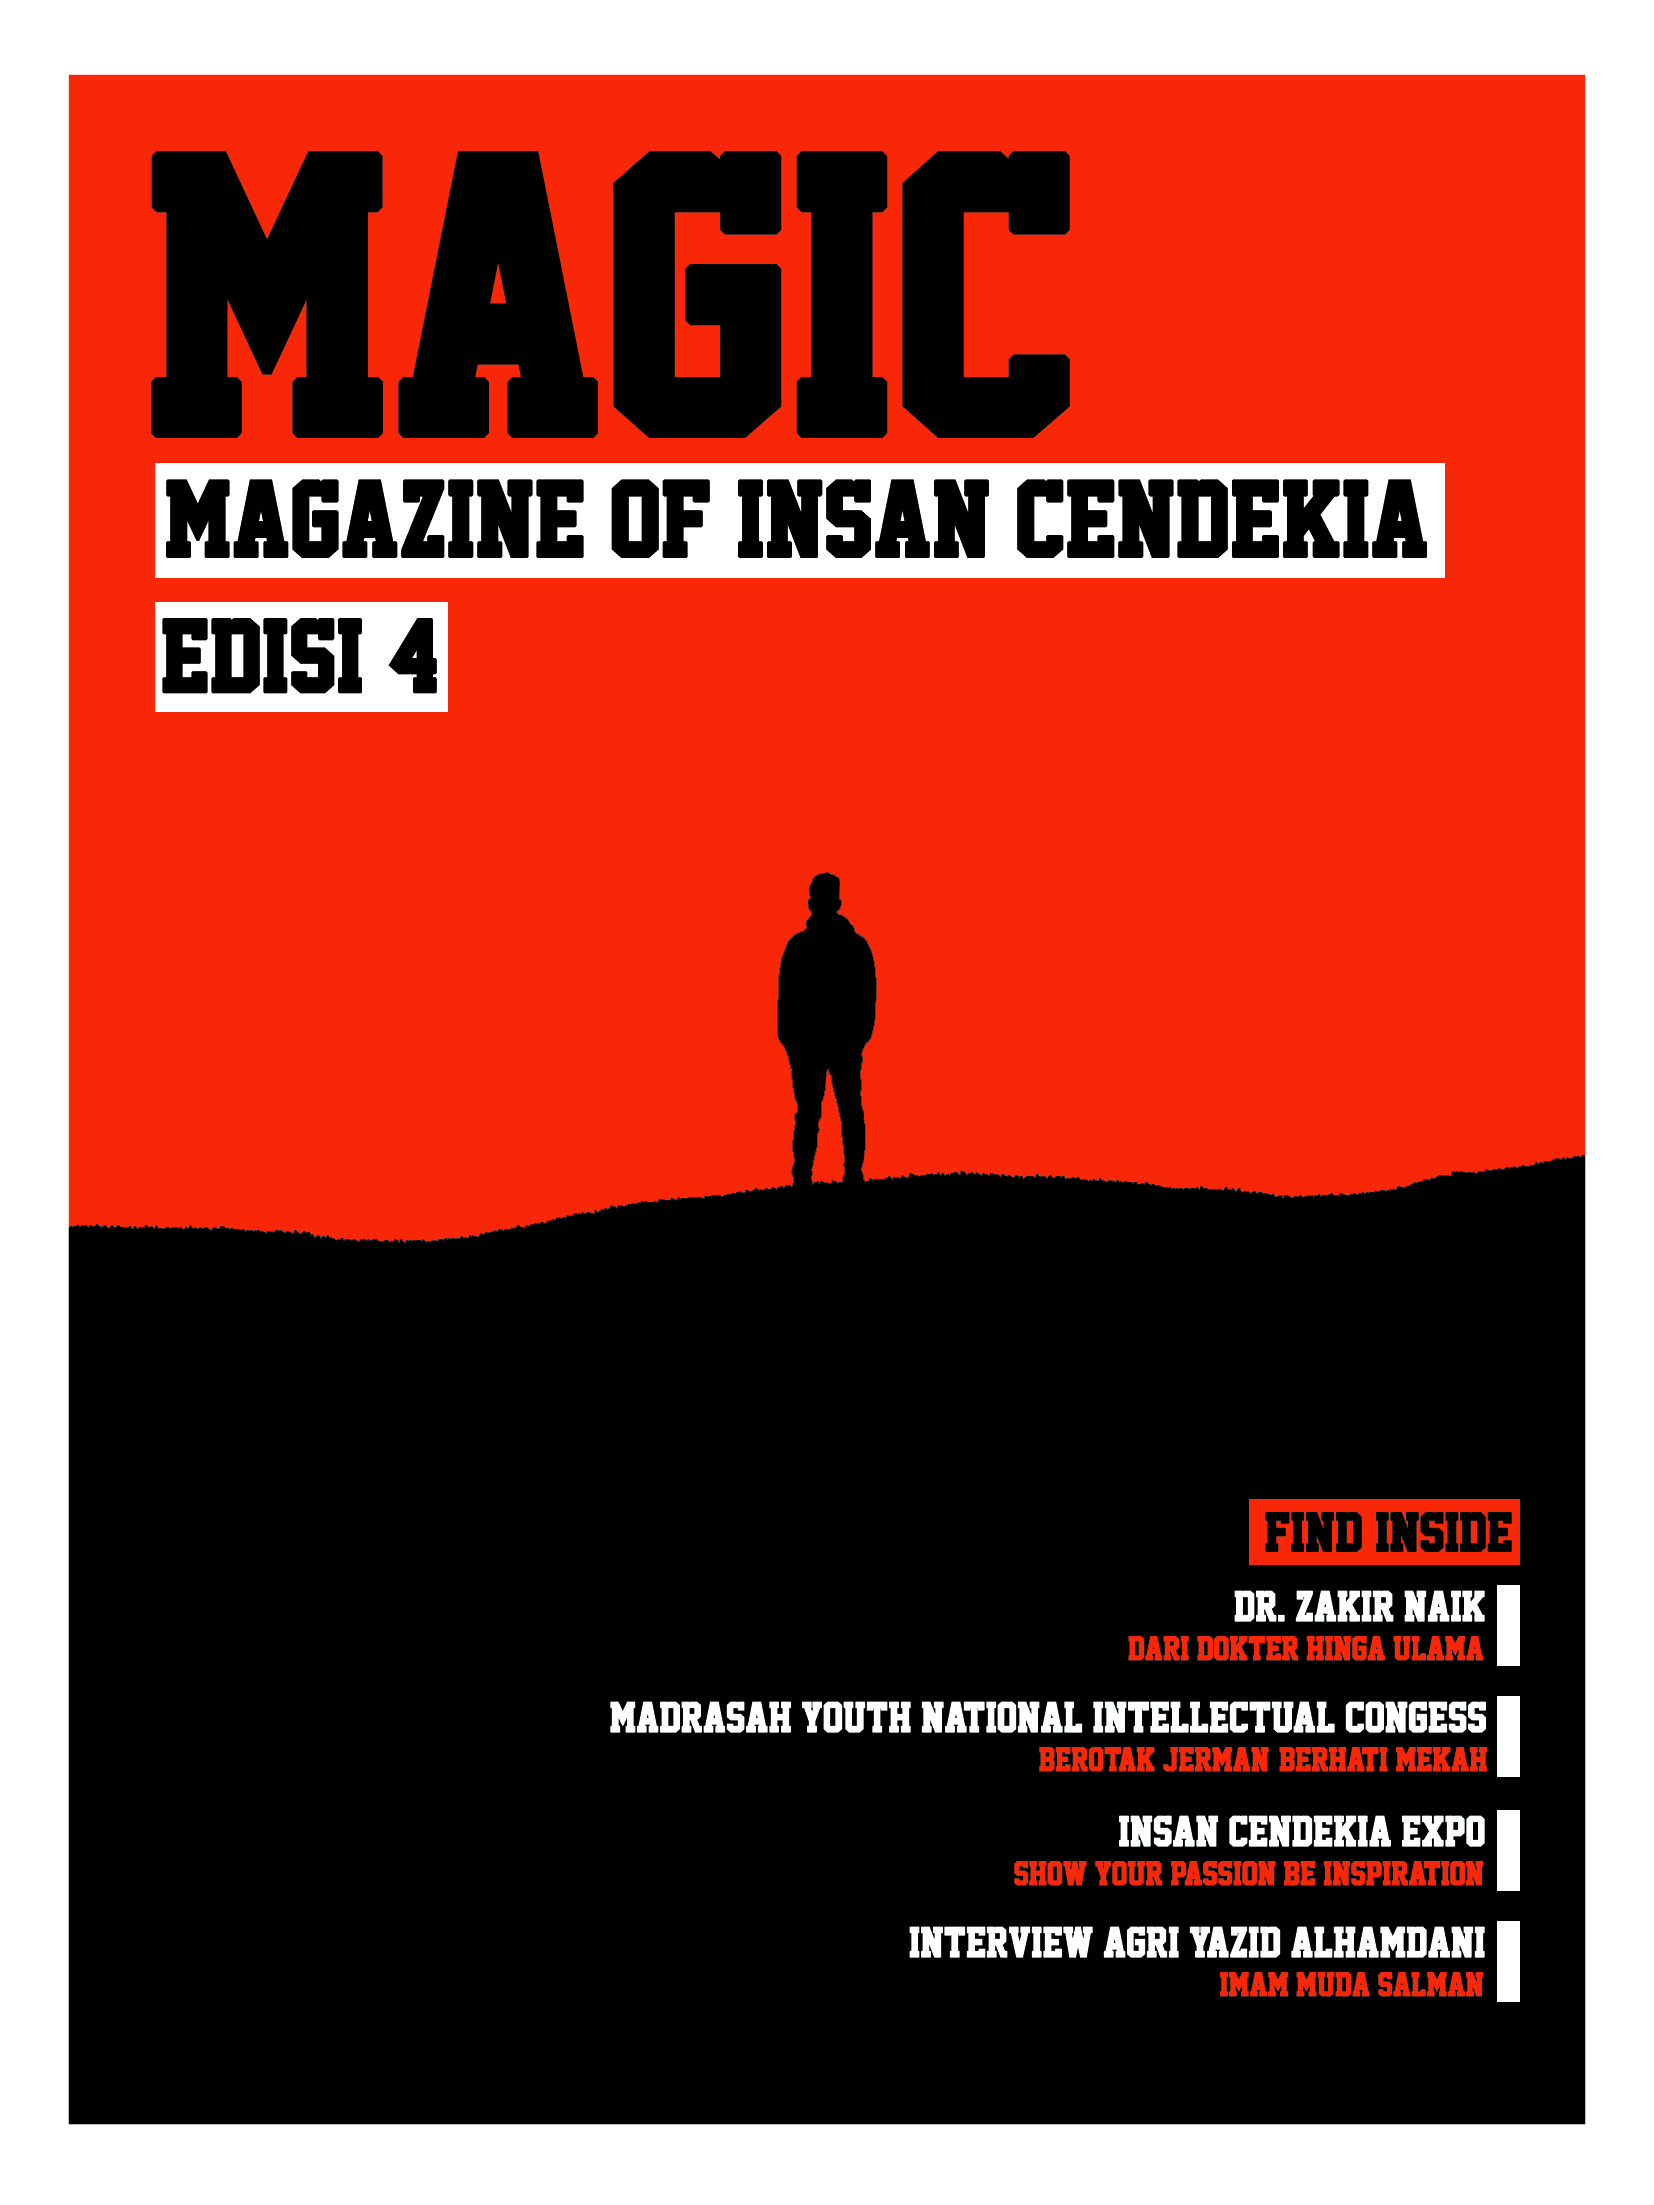 MAGIC
MAGAZINE OF INSAN CENDEKIA
EDISI 4
FIND INSIDE
DR. ZAKIR NAIK
DARI DOKTER HINGA ULAMA
MADRASAH YOUTH NATIONAL INTELLECTUAL CONGESS
BEROTAK JERMAN BERHATI MEKAH
INSAN CENDEKIA EXPO
SHOW YOUR PASSION BE INSPIRATION
INTERVIEW AGRI YAZID ALHAMDANI
IMAM MUDA SALMAN